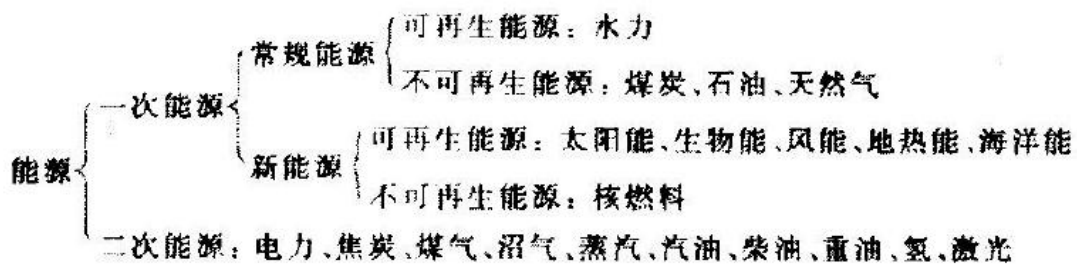 可再生能源：水力
常规能源
不可再生能源：煤炭、石油、天然气
一次能源
可再生能源：太阳能、生物能、风能、地热能、海洋能
新能源
能源
不可再生能源：核燃料
二次能源：电力、焦炭、煤气、沼气、蒸汽、汽油、柴油、重油、氢、激光